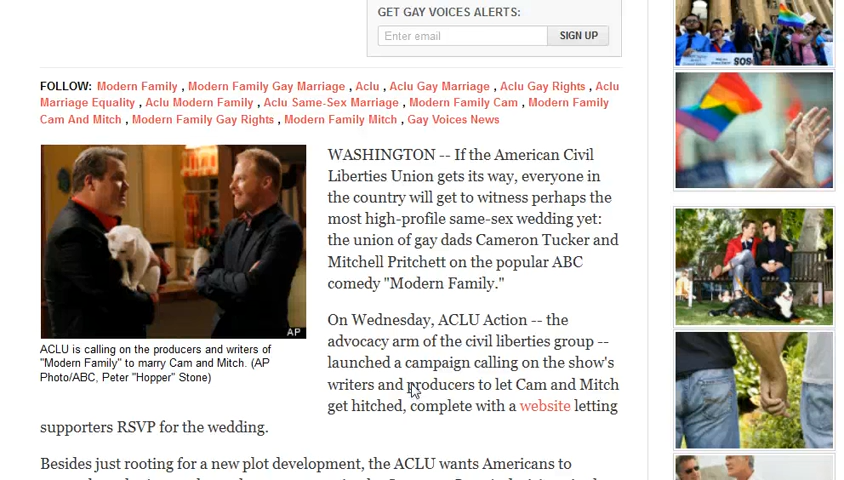 GET GAY VOICES ALERTS:
Enter email
SIGN UP
FOLLOW: Modern Family , Modern Family Gay Marriage , Aclu , Aclu Gay Marriage , Aclu Gay Rights , Aclu
Marriage Equality , Aclu Modern Family , Aclu Same-Sex Marriage , Modern Family Cam , Modern Family
Cam And Mitch , Modern Family Gay Rights , Modern Family Mitch , Gay Voices News
AP
ACLU is calling on the producers and writers of
"Modern Family" to marry Cam and Mitch. (AP
Photo/ABC, Peter "Hopper" Stone)
WASHINGTON -- If the American Civil
Liberties Union gets its way, everyone in
the country will get to witness perhaps the
most high-profile same-sex wedding yet:
the union of gay dads Cameron Tucker and
Mitchell Pritchett on the popular ABC
comedy "Modern Family."
On Wednesday, ACLU Action -- the
advocacy arm of the civil liberties group --
launched a campaign calling on the show's
writers and producers to let Cam and Mitch
get hitched, complete with a website letting
supporters RSVP for the wedding.
Besides just rooting for a new plot development, the ACLU wants Americans to
SOS